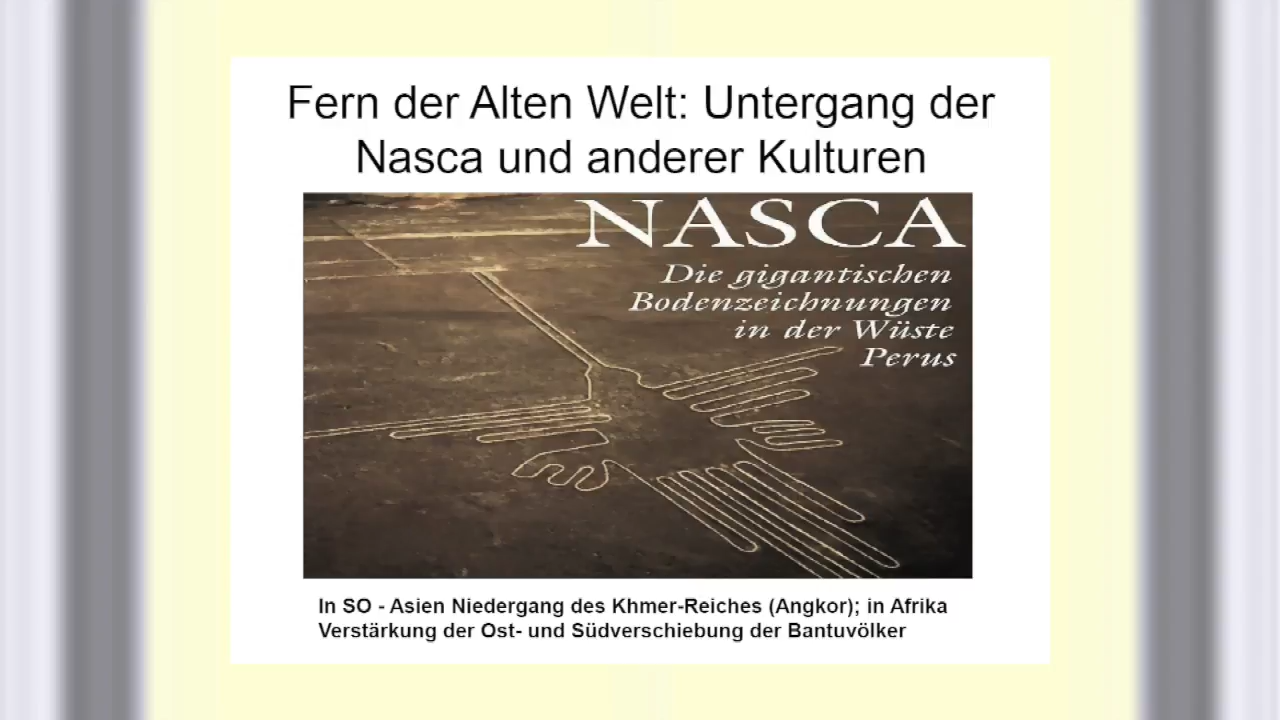 Fern der Alten Welt: Untergang der
Nasca und anderer Kulturen
NASCA
Die gigantischen
Bodenzeichnungen
in der Wüste
Perus
In SO - Asien Niedergang des Khmer-Reiches (Angkor); in Afrika
Verstärkung der Ost- und Südverschiebung der Bantuvölker